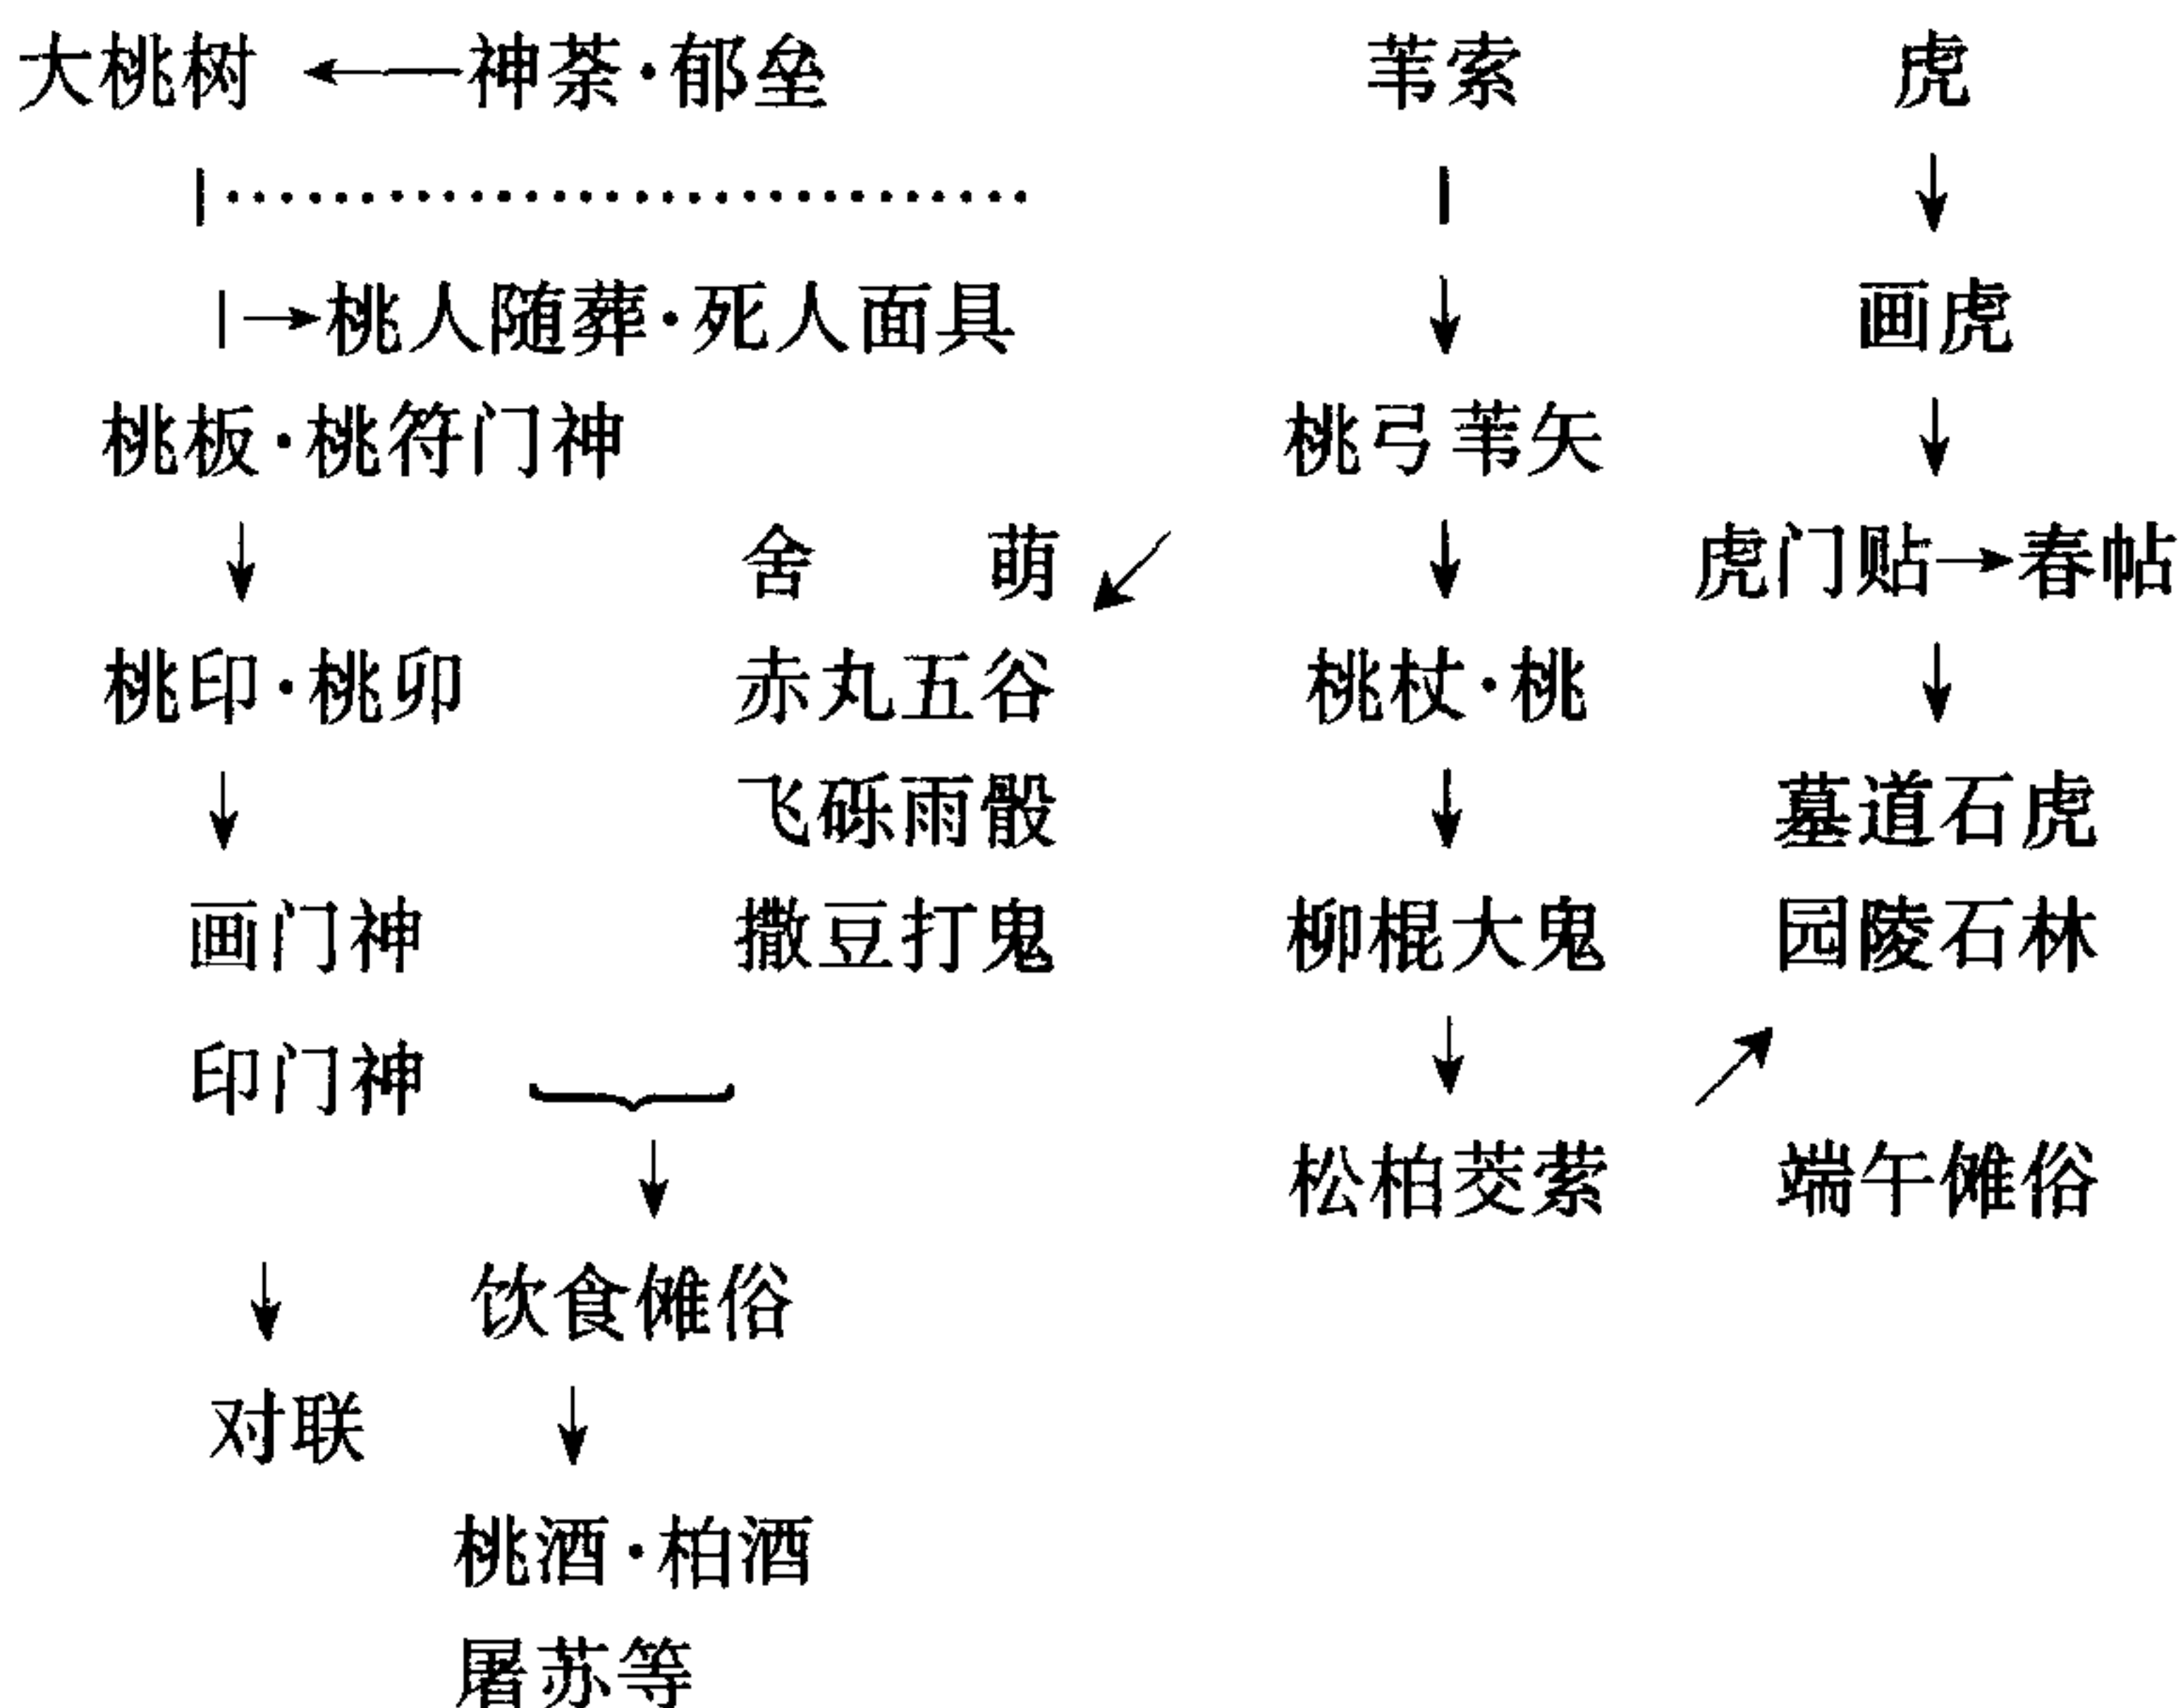 大桃树 ←——神荼·郁垒 苇索 虎
桃人随葬·死人面具 画虎
桃板·桃符门神 桃弓苇矢
舍 萌 虎门贴→春帖
桃印·桃卯 赤丸五谷 桃杖·桃
飞砾雨骰 墓道石虎
画门神 撒豆打鬼 柳棍大鬼 园陵石林
印门神
松柏茭萦 端午傩俗
饮食傩俗
对联
桃酒·柏酒
屠苏等